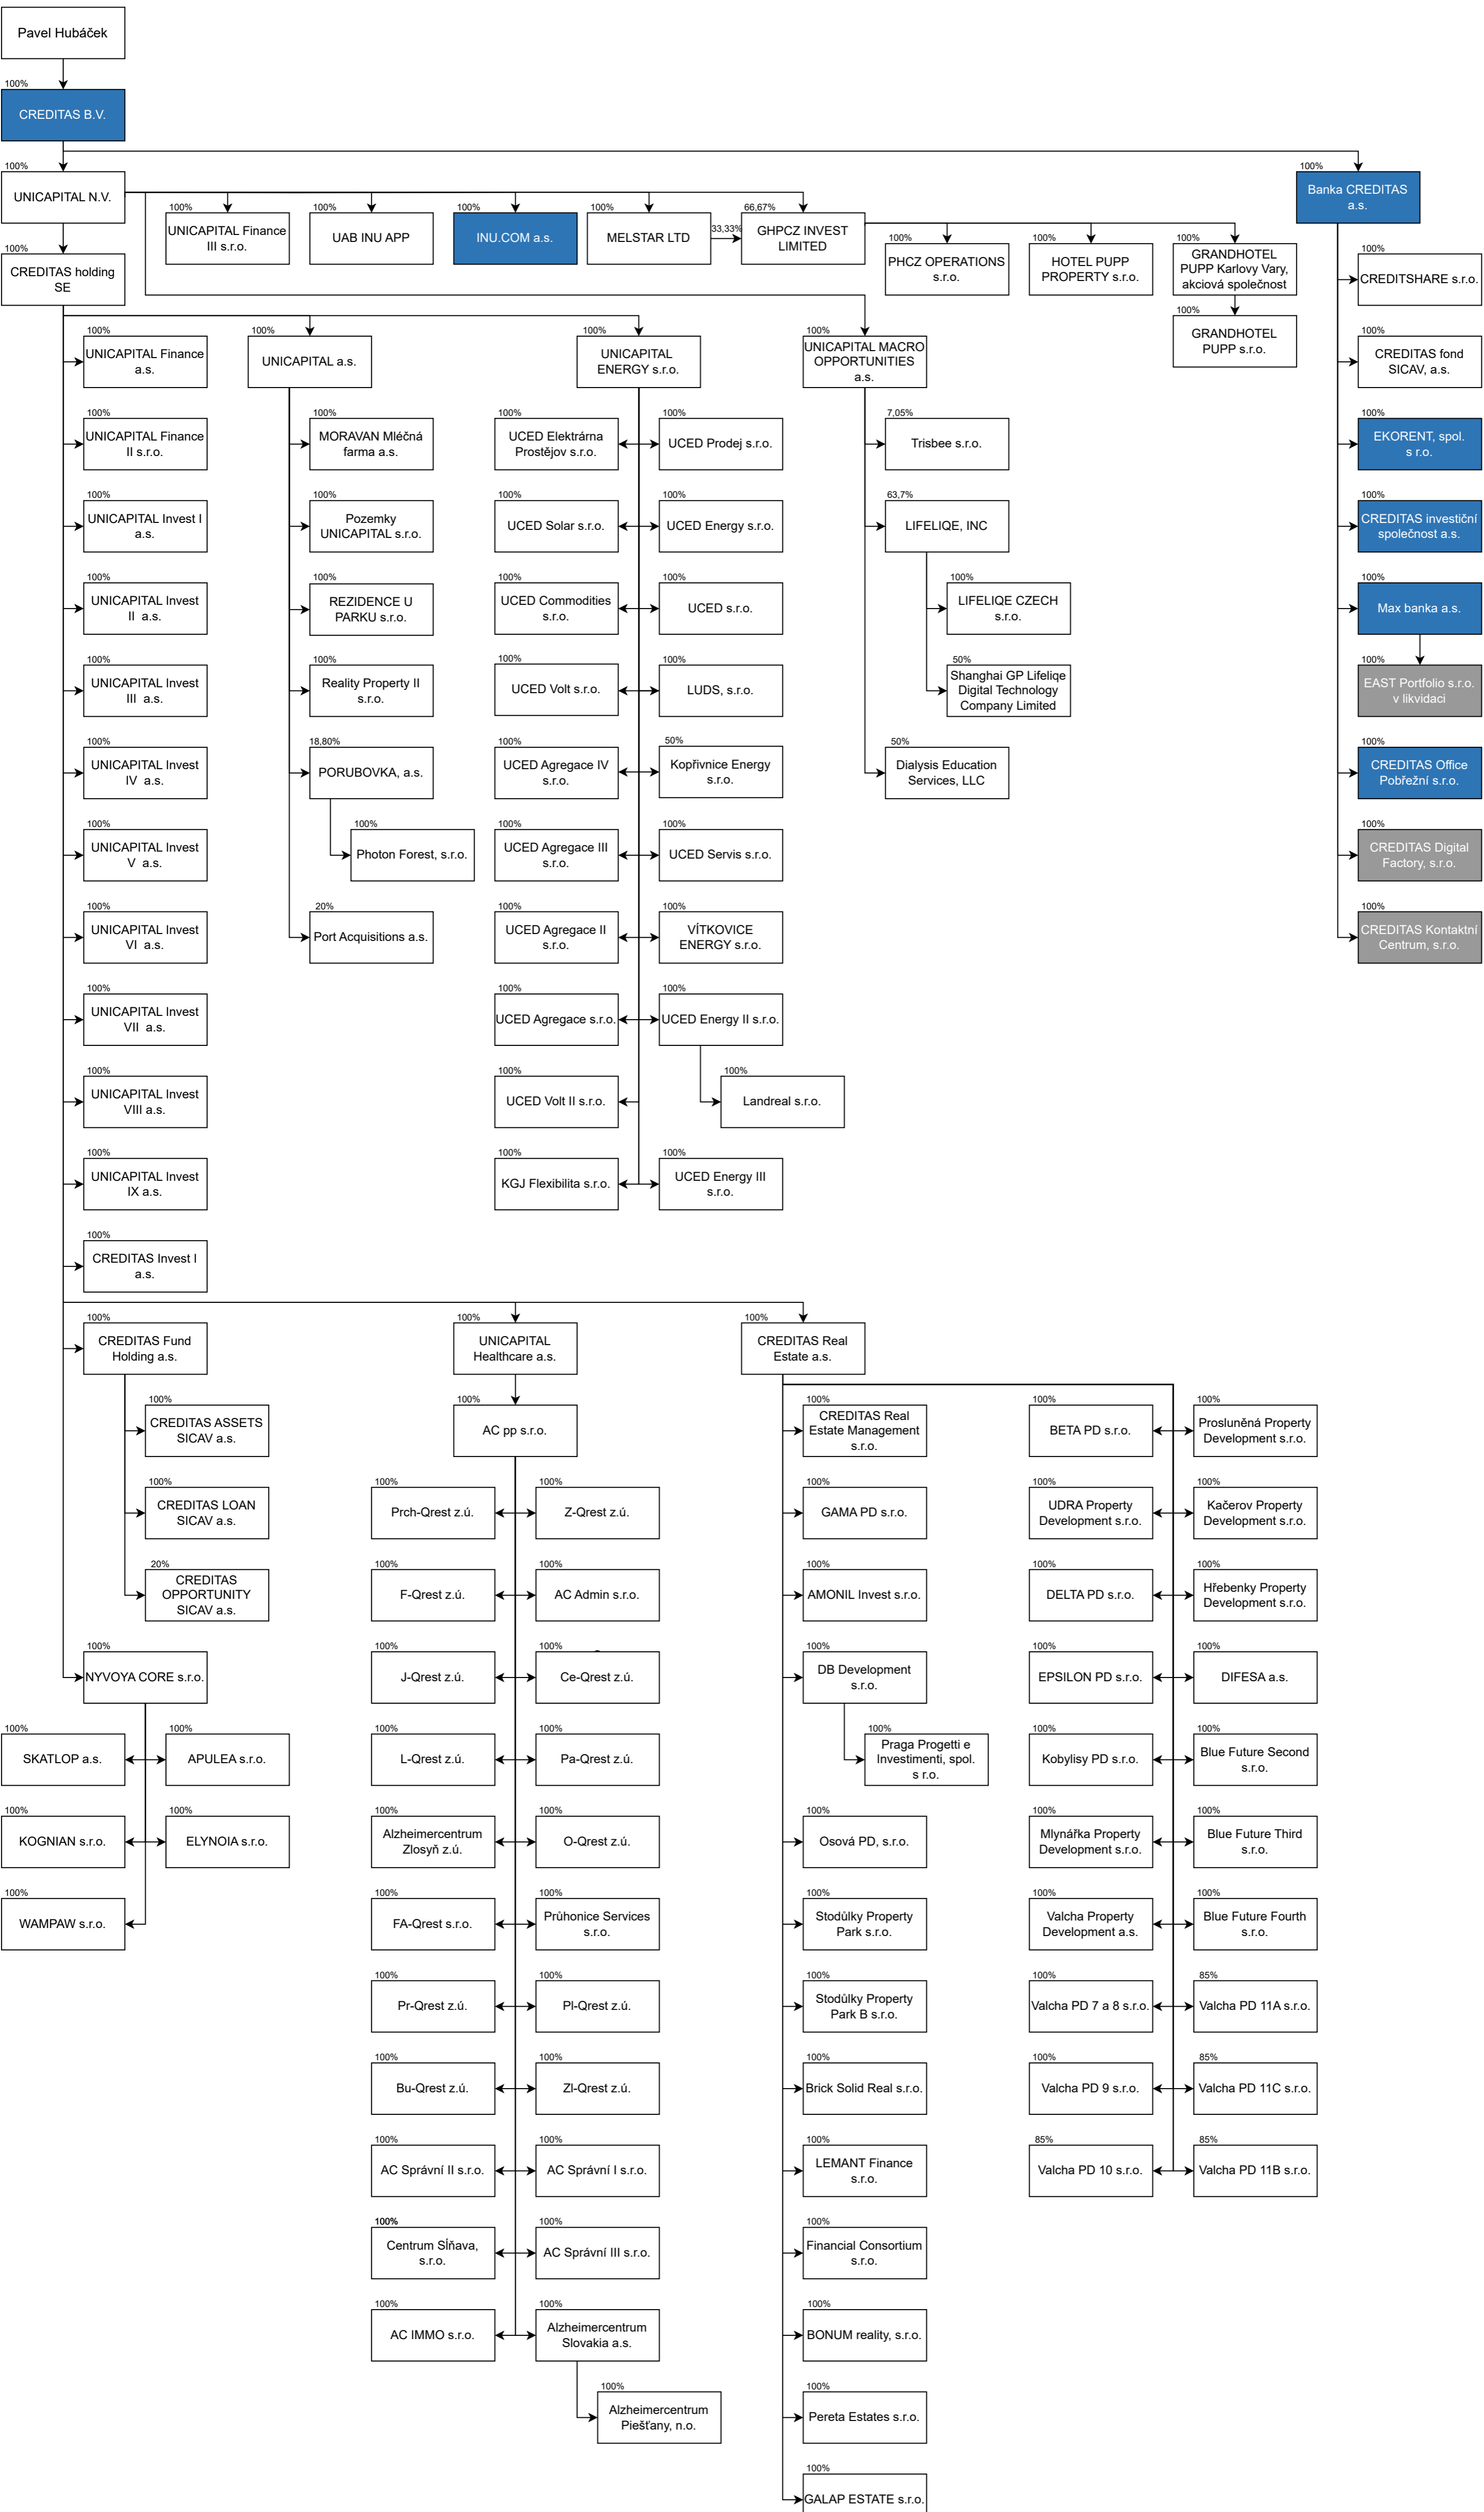 Pavel Hubáček
100%
CREDITAS B.V.
100%
UNICAPITAL N.V.
100%
Banka CREDITAS
a.s.
100%
UNICAPITAL Finance
III s.r.o.
100%
UAB INU APP
100%
INU.COM a.s.
100%
MELSTAR LTD
33,33%
66,67%
GHPCZ INVEST
LIMITED
100%
PHCZ OPERATIONS
s.r.o.
100%
HOTEL PUPP
PROPERTY s.r.o.
100%
GRANDHOTEL
PUPP Karlovy Vary,
akciová společnost
100%
GRANDHOTEL
PUPP s.r.o.
100%
CREDITSHARE s.r.o.
100%
CREDITAS fond
SICAV, a.s.
100%
EKORENT, spol.
s r.o.
100%
CREDITAS investiční
společnost a.s.
100%
Max banka a.s.
100%
EAST Portfolio s.r.o.
v likvidaci
100%
CREDITAS Office
Pobřežní s.r.o.
100%
CREDITAS Digital
Factory, s.r.o.
100%
CREDITAS Kontaktní
Centrum, s.r.o.
100%
CREDITAS holding
SE
100%
UNICAPITAL Finance
a.s.
100%
UNICAPITAL Finance
II s.r.o.
100%
UNICAPITAL Invest I
a.s.
100%
UNICAPITAL Invest
II a.s.
100%
UNICAPITAL Invest
III a.s.
100%
UNICAPITAL Invest
IV a.s.
100%
UNICAPITAL Invest
V a.s.
100%
UNICAPITAL Invest
VI a.s.
100%
UNICAPITAL Invest
VII a.s.
100%
UNICAPITAL Invest
VIII a.s.
100%
UNICAPITAL Invest
IX a.s.
100%
CREDITAS Invest I
a.s.
100%
UNICAPITAL a.s.
100%
MORAVAN Mléčná
farma a.s.
100%
Pozemky
UNICAPITAL s.r.o.
100%
REZIDENCE U
PARKU s.r.o.
100%
Reality Property II
s.r.o.
18,80%
PORUBOVKA, a.s.
100%
Photon Forest, s.r.o.
20%
Port Acquisitions a.s.
100%
UNICAPITAL
ENERGY s.r.o.
100%
UCED Elektrárna
Prostějov s.r.o.
100%
UCED Prodej s.r.o.
100%
UCED Solar s.r.o.
100%
UCED Energy s.r.o.
100%
UCED Commodities
s.r.o.
100%
UCED s.r.o.
100%
UCED Volt s.r.o.
100%
LUDS, s.r.o.
100%
UCED Agregace IV
s.r.o.
50%
Kopřivnice Energy
s.r.o.
100%
UCED Agregace III
s.r.o.
100%
UCED Servis s.r.o.
100%
UCED Agregace II
s.r.o.
100%
VÍTKOVICE
ENERGY s.r.o.
100%
UCED Agregace s.r.o.
100%
UCED Energy II s.r.o.
100%
UCED Volt II s.r.o.
100%
Landreal s.r.o.
100%
KGJ Flexibilita s.r.o.
100%
UCED Energy III
s.r.o.
100%
UNICAPITAL MACRO
OPPORTUNITIES
a.s.
7,05%
Trisbee s.r.o.
63,7%
LIFELIQE, INC
100%
LIFELIQE CZECH
s.r.o.
50%
Shanghai GP Lifeliqe
Digital Technology
Company Limited
50%
Dialysis Education
Services, LLC
100%
CREDITAS Fund
Holding a.s.
100%
CREDITAS ASSETS
SICAV a.s.
100%
CREDITAS LOAN
SICAV a.s.
20%
CREDITAS
OPPORTUNITY
SICAV a.s.
100%
NYVOYA CORE s.r.o.
100%
SKATLOP a.s.
100%
APULEA s.r.o.
100%
KOGNIAN s.r.o.
100%
ELYNOIA s.r.o.
100%
WAMPAW s.r.o.
100%
UNICAPITAL
Healthcare a.s.
100%
AC pp s.r.o.
100%
Prch-Qrest z.ú.
100%
Z-Qrest z.ú.
100%
F-Qrest z.ú.
100%
AC Admin s.r.o.
100%
J-Qrest z.ú.
100%
Ce-Qrest z.ú.
100%
L-Qrest z.ú.
100%
Pa-Qrest z.ú.
100%
Alzheimercentrum
Zlosyň z.ú.
100%
O-Qrest z.ú.
100%
FA-Qrest s.r.o.
100%
Průhonice Services
s.r.o.
100%
Pr-Qrest z.ú.
100%
Pl-Qrest z.ú.
100%
Bu-Qrest z.ú.
100%
Zl-Qrest z.ú.
100%
AC Správní II s.r.o.
100%
AC Správní I s.r.o.
100%
Centrum Sĺňava,
s.r.o.
100%
AC Správní III s.r.o.
100%
AC IMMO s.r.o.
100%
Alzheimercentrum
Slovakia a.s.
100%
Alzheimercentrum
Piešťany, n.o.
100%
CREDITAS Real
Estate a.s.
100%
CREDITAS Real
Estate Management
s.r.o.
100%
GAMA PD s.r.o.
100%
AMONIL Invest s.r.o.
100%
DB Development
s.r.o.
100%
Praga Progetti e
Investimenti, spol.
s r.o.
100%
Osová PD, s.r.o.
100%
Stodůlky Property
Park s.r.o.
100%
Stodůlky Property
Park B s.r.o.
100%
Brick Solid Real s.r.o.
100%
LEMANT Finance
s.r.o.
100%
Financial Consortium
s.r.o.
100%
BONUM reality, s.r.o.
100%
Pereta Estates s.r.o.
100%
GALAP ESTATE s.r.o.
100%
BETA PD s.r.o.
100%
Prosluněná Property
Development s.r.o.
100%
UDRA Property
Development s.r.o.
100%
Kačerov Property
Development s.r.o.
100%
DELTA PD s.r.o.
100%
Hřebenky Property
Development s.r.o.
100%
EPSILON PD s.r.o.
100%
DIFESA a.s.
100%
Kobylisy PD s.r.o.
100%
Blue Future Second
s.r.o.
100%
Mlynářka Property
Development s.r.o.
100%
Blue Future Third
s.r.o.
100%
Valcha Property
Development a.s.
100%
Blue Future Fourth
s.r.o.
100%
Valcha PD 7 a 8 s.r.o.
85%
Valcha PD 11A s.r.o.
100%
Valcha PD 9 s.r.o.
85%
Valcha PD 11C s.r.o.
85%
Valcha PD 10 s.r.o.
85%
Valcha PD 11B s.r.o.